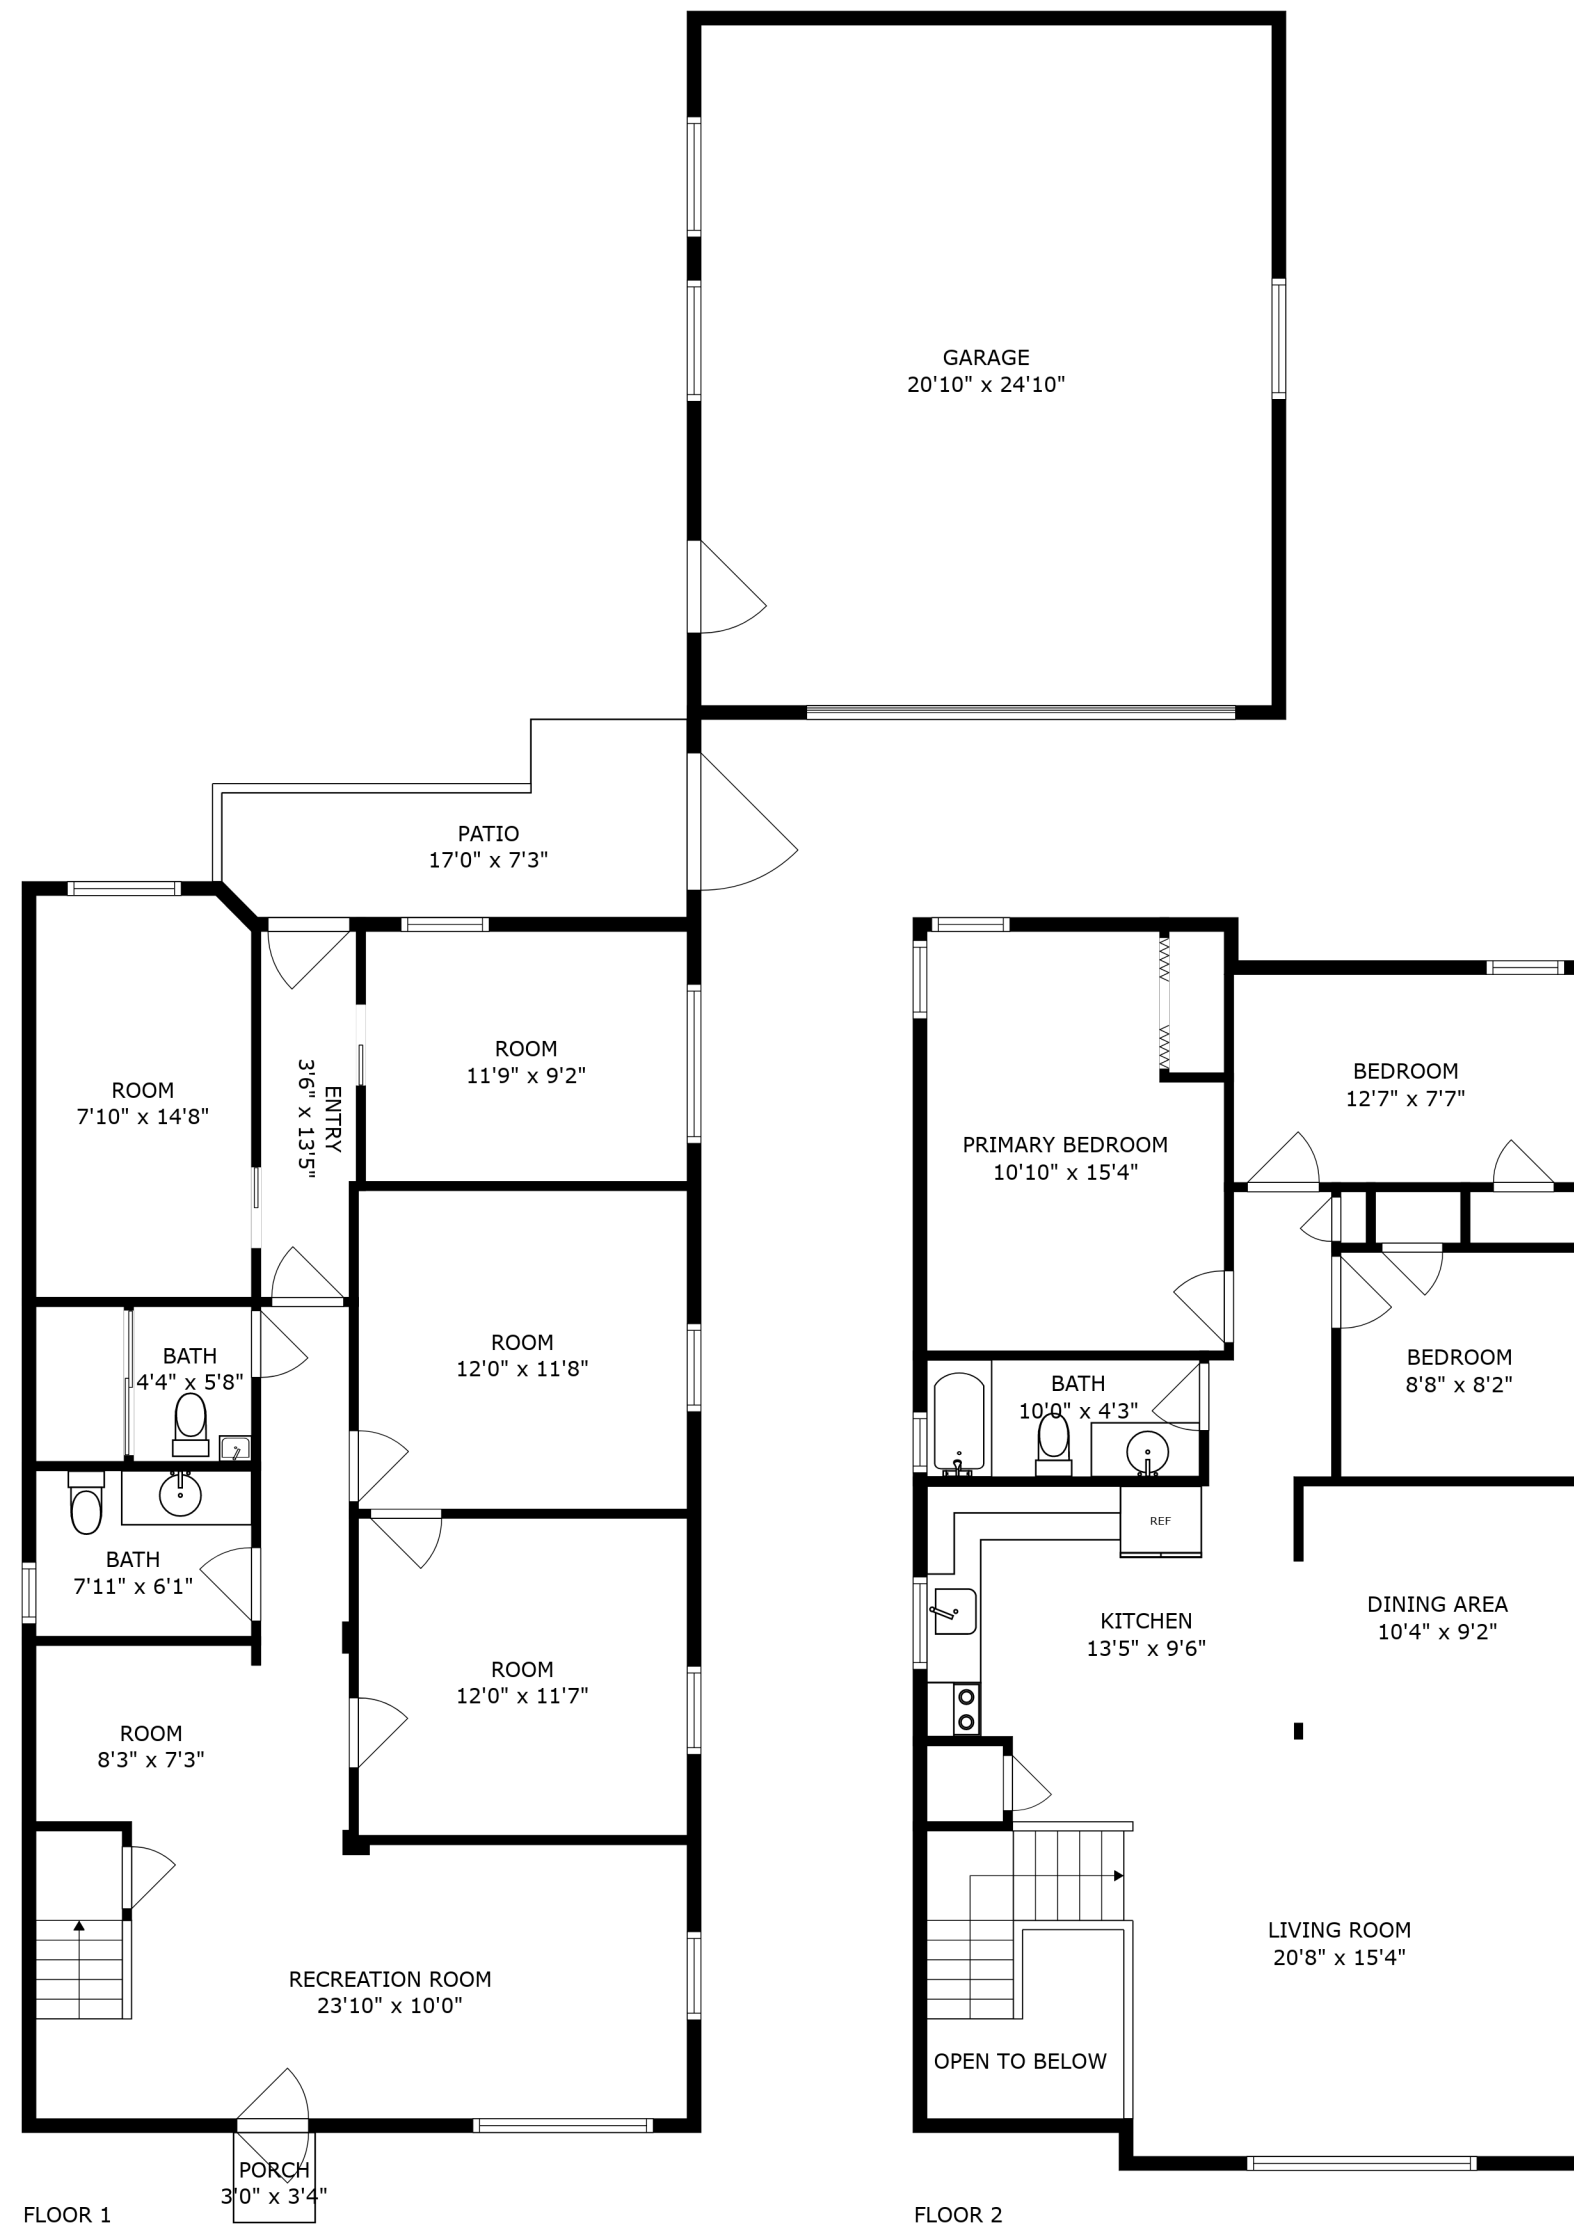 GARAGE
20'10" x 24'10"
PATIO
17'0" x 7'3"
ROOM
7'10" x 14'8"
ENTRY
3'6" x 13'5"
ROOM
11'9" x 9'2"
BATH
4'4" x 5'8"
ROOM
12'0" x 11'8"
BATH
7'11" x 6'1"
ROOM
12'0" x 11'7"
ROOM
8'3" x 7'3"
RECREATION ROOM
23'10" x 10'0"
PORCH
3'0" x 3'4"
FLOOR 1
BEDROOM
12'7" x 7'7"
PRIMARY BEDROOM
10'10" x 15'4"
BEDROOM
8'8" x 8'2"
BATH
10'0" x 4'3"
REF
KITCHEN
13'5" x 9'6"
DINING AREA
10'4" x 9'2"
LIVING ROOM
20'8" x 15'4"
OPEN TO BELOW
FLOOR 2